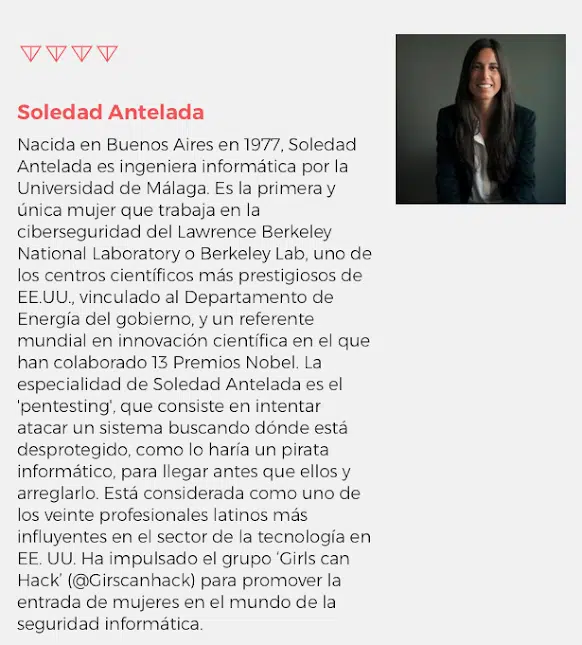 Soledad Antelada
Nacida en Buenos Aires en 1977, Soledad
Antelada es ingeniera informática por la
Universidad de Málaga. Es la primera y
única mujer que trabaja en la
ciberseguridad del Lawrence Berkeley
National Laboratory o Berkeley Lab, uno de
los centros científicos más prestigiosos de
EE.UU., vinculado al Departamento de
Energía del gobierno, y un referente
mundial en innovación científica en el que
han colaborado 13 Premios Nobel. La
especialidad de Soledad Antelada es el
'pentesting', que consiste en intentar
atacar un sistema buscando dónde está
desprotegido, como lo haría un pirata
informático, para llegar antes que ellos y
arreglarlo. Está considerada como uno de
los veinte profesionales latinos más
influyentes en el sector de la tecnología en
EE. UU. Ha impulsado el grupo ‘Girls can
Hack’ (@Girscanhack) para promover la
entrada de mujeres en el mundo de la
seguridad informática.